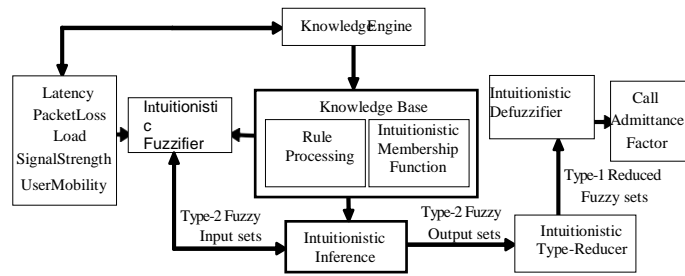 KnowledgeEngine
Latency
PacketLoss
Load
SignalStrength
UserMobility
Intuitionisti
c
Fuzzifier
Knowledge Base
Rule
Processing
Intuitionistic
Membership
Function
Intuitionistic
Defuzzifier
Call
Admittance
Factor
Type-2 Fuzzy
Input sets
Intuitionistic
Inference
Type-2 Fuzzy
Output sets
Type-1 Reduced
Fuzzy sets
Intuitionistic
Type-Reducer